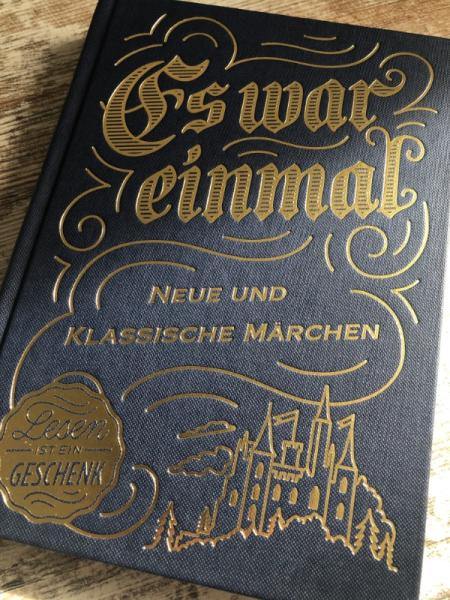 Es war
einmal
NEUE UND
KLASSISCHE MÄRCHEN
Lesen
IST EIN
GESCHENK